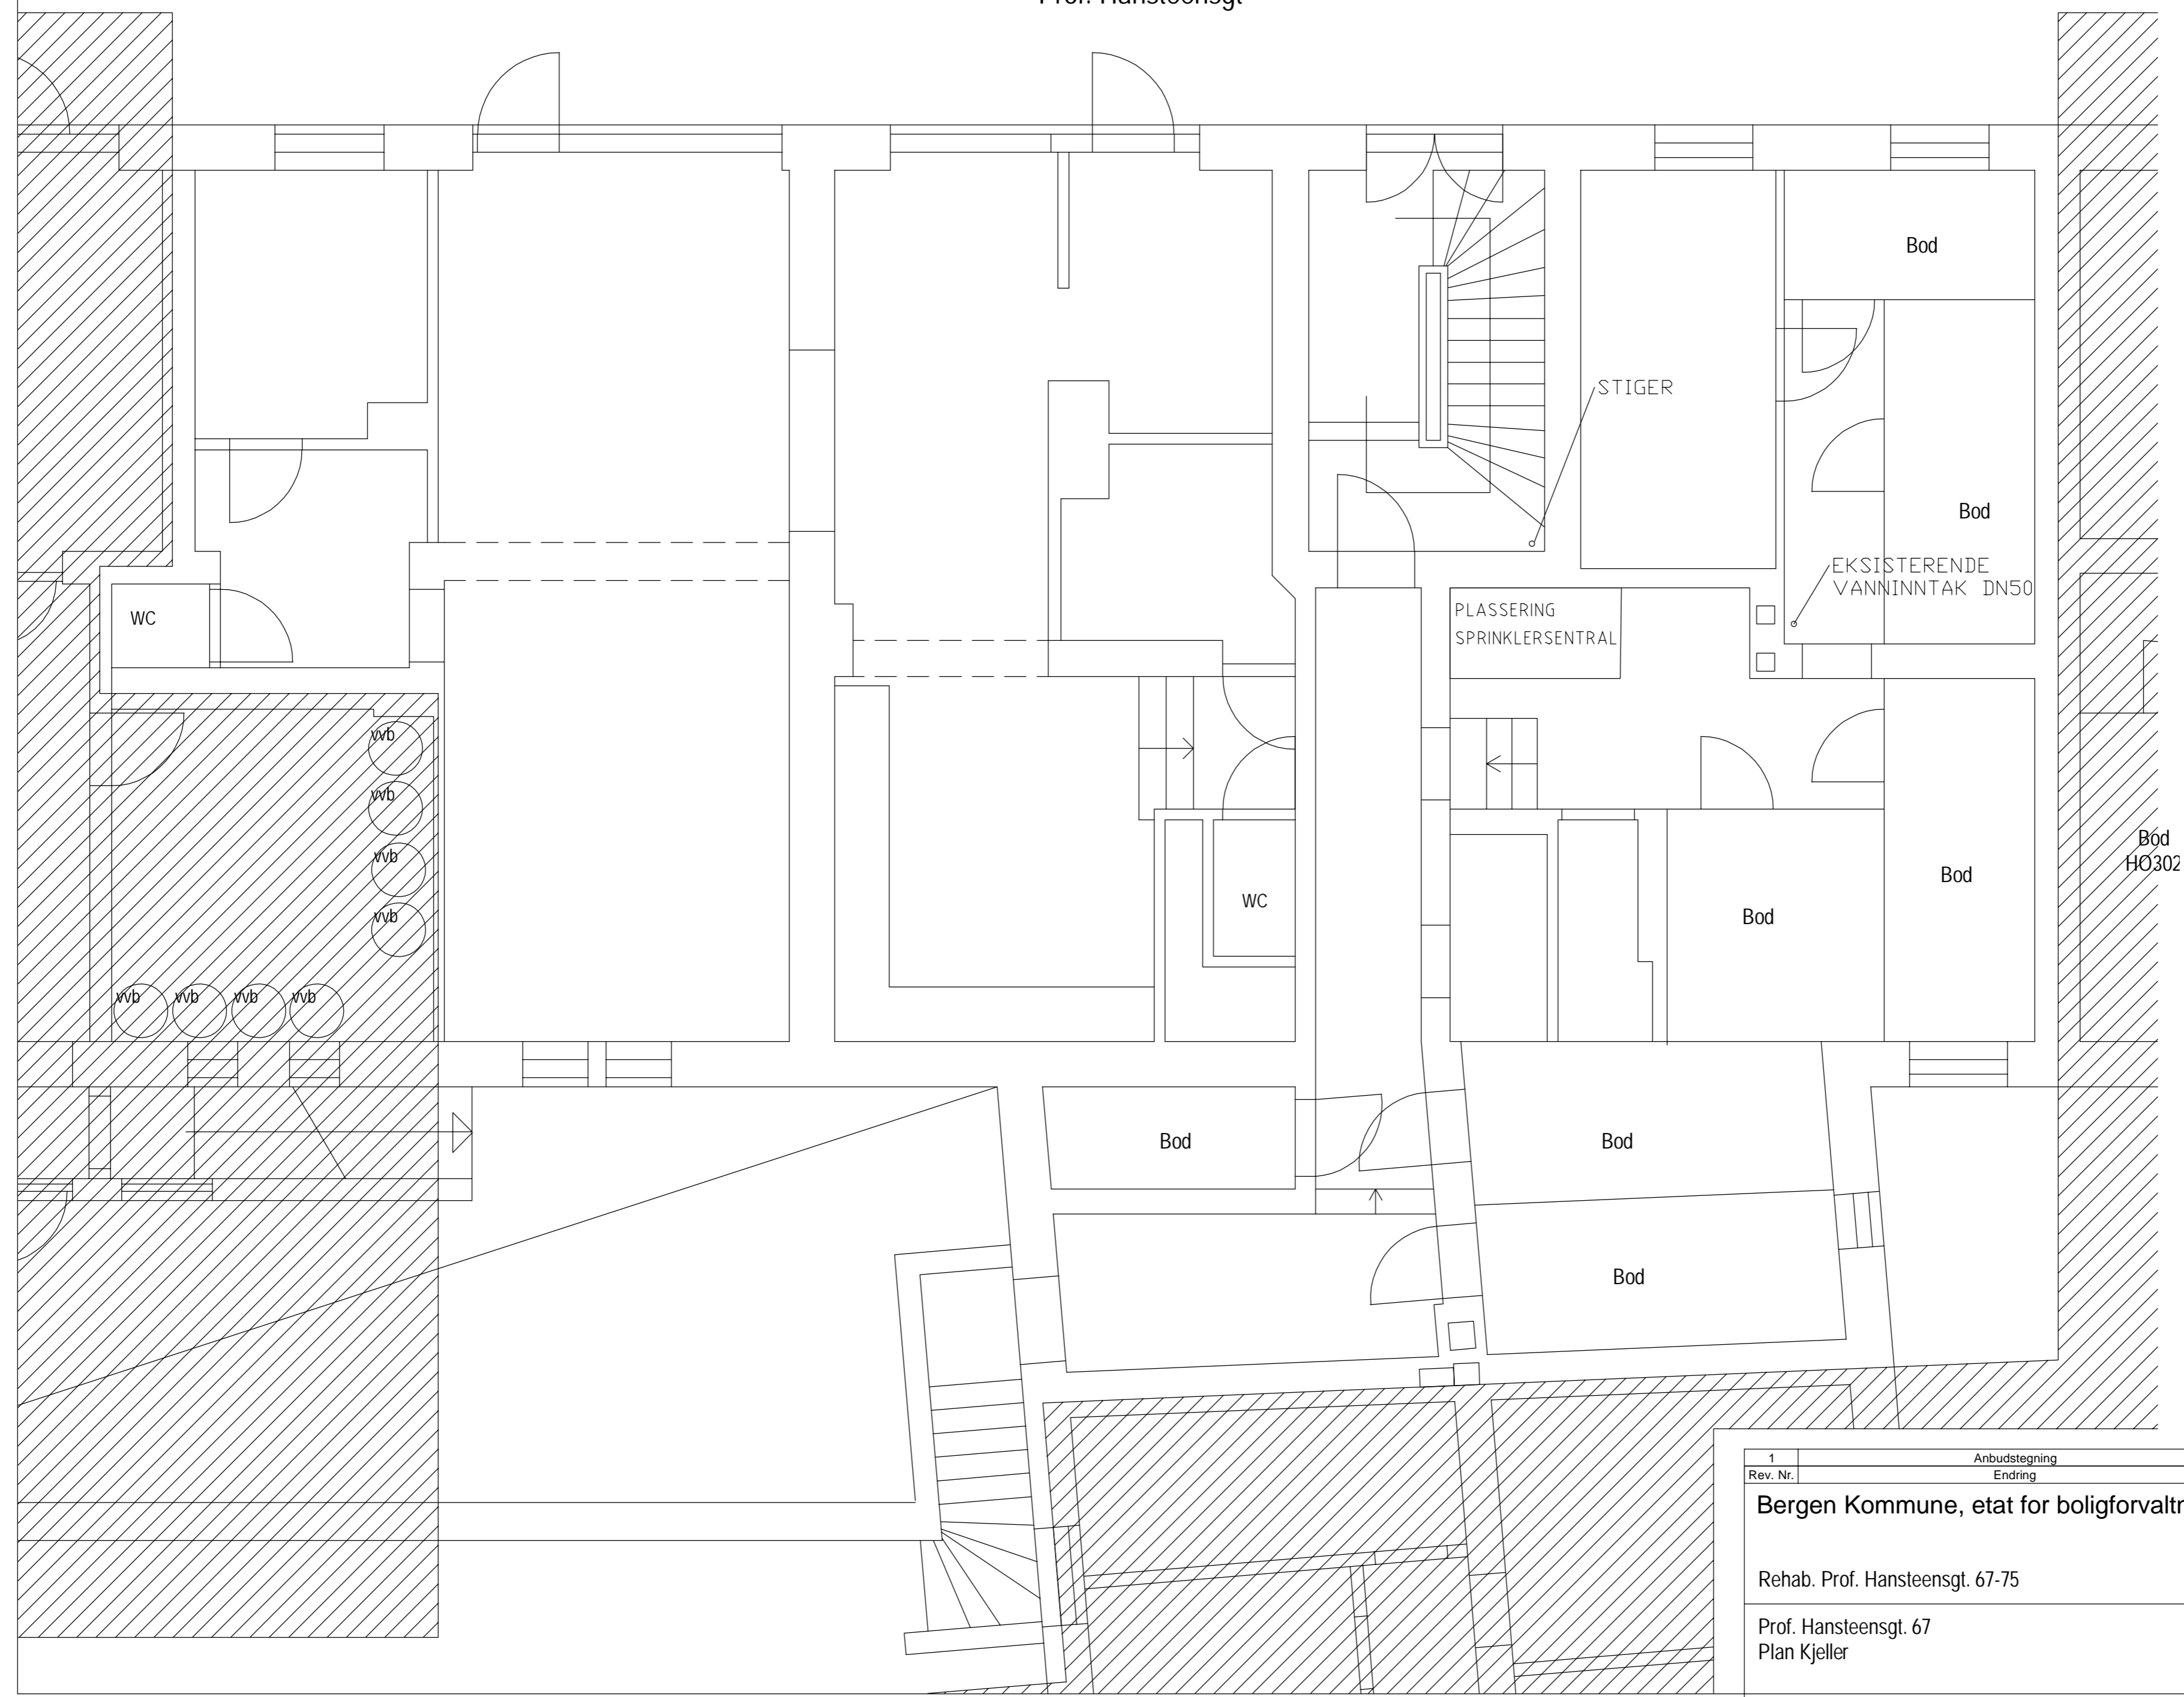 Prof. Hansteensgt
Bod
STIGER
Bod
EKSISTERENDE
VANNINNTAK DN50
PLASSERING
SPRINKLERSENTRAL
WC
vvb
vvb
vvb
vvb
vvb
vvb
vvb
vvb
WC
Bod
Bod
Bod
HO302
Bod
Bod
Bod
1
Anbudstegning
Rev. Nr.
Endring
Bergen Kommune, etat for boligforvaltn
Rehab. Prof. Hansteensgt. 67-75
Prof. Hansteensgt. 67
Plan Kjeller